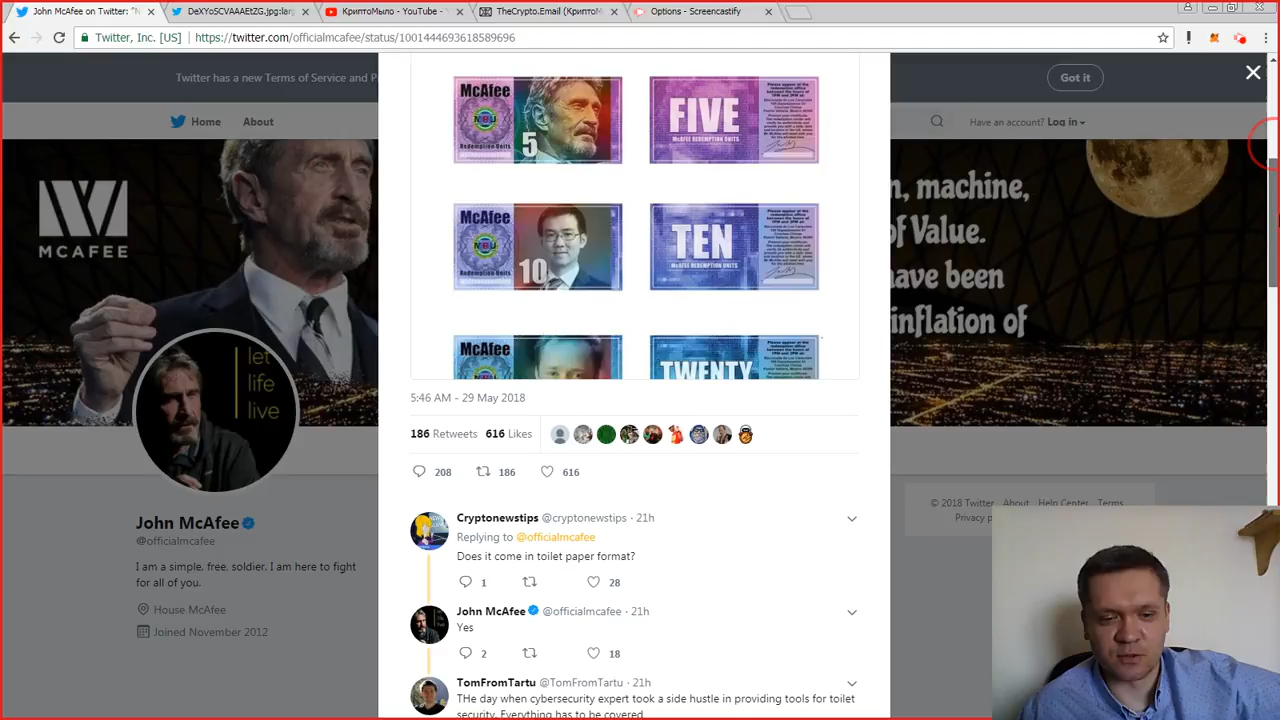 John McAfee on Twitter: "N
DeXYoSCVAAAEtZG.jpg:larg
КриптоМыло - YouTube -
TheCrypto.Email (КриптоМ
Options - Screencastify
Twitter, Inc. [US]
https://twitter.com/officialmcafee/status/1001444693618589696
Twitter has a new Terms of Service and P
Got it
Home
About
Have an account? Log in
MCAFEE
n, machine,
of Value.
have been
inflation of
McAfee
5
Redemption Units
FIVE
McAFEE REDEMPTION UNITS
McAfee
10
Redemption Units
TEN
McAFEE REDEMPTION UNITS
McAfee
TWENTY
5:46 AM - 29 May 2018
186 Retweets 616 Likes
208 186 616
Cryptonewstips @cryptonewstips · 21h
Replying to @officialmcafee
Does it come in toilet paper format?
1 28
John McAfee @officialmcafee · 21h
Yes
2 18
TomFromTartu @TomFromTartu · 21h
THe day when cybersecurity expert took a side hustle in providing tools for toilet
security. Everything has to be covered
let
life
live
John McAfee
@officialmcafee
I am a simple, free, soldier. I am here to fight
for all of you.
House McAfee
Joined November 2012
© 2018 Twitter About Help Center Terms
Privacy p